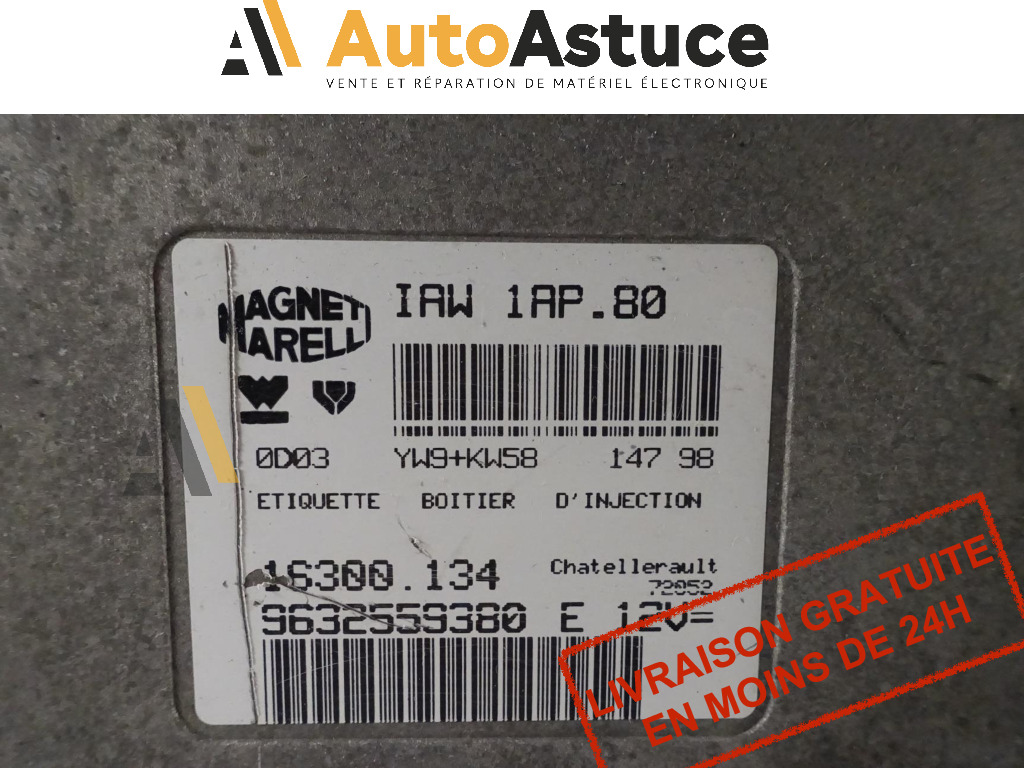 AutoAstuce
VENTE ET RÉPARATION DE MATÉRIEL ÉLECTRONIQUE
MAGNETI
MARELLI
IAW 1AP.80
0D03 YW9+KW58 147 98
ETIQUETTE BOITIER D'INJECTION
16300.134 Chatellerault
72052
9632559380 E 12V=
LIVRAISON GRATUITE
EN MOINS DE 24H